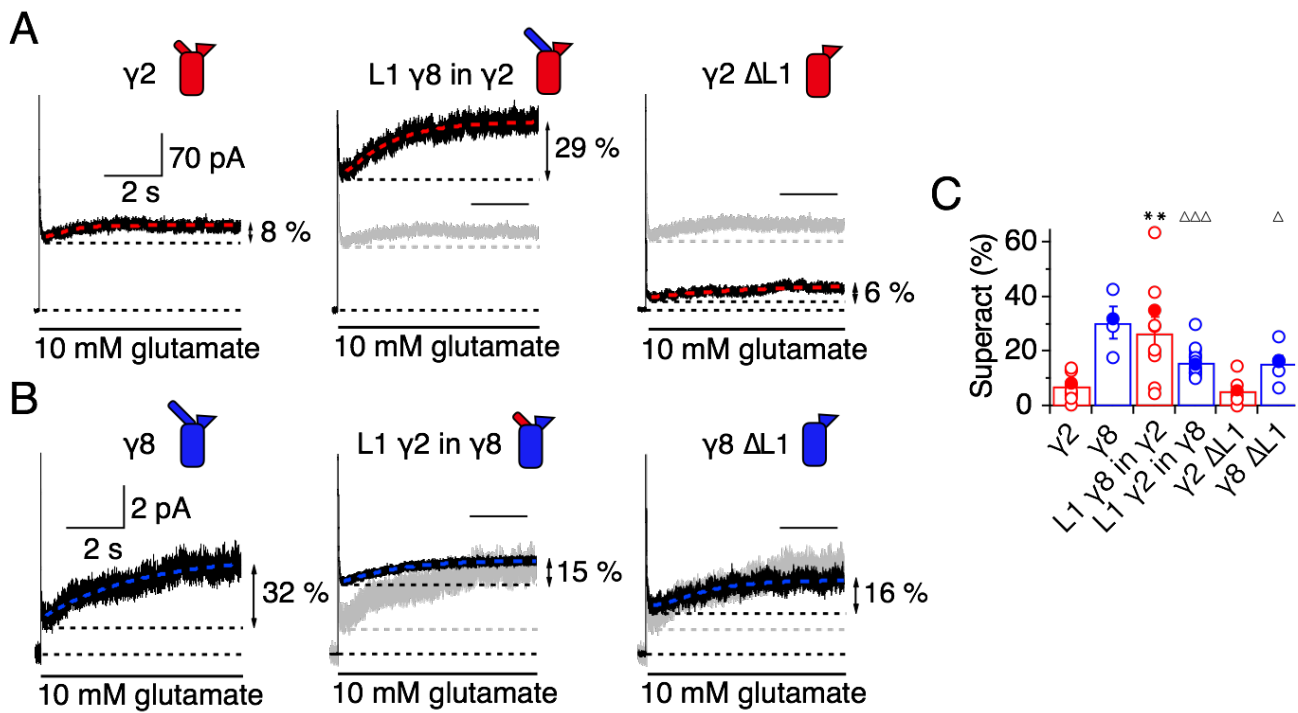 A
γ2
L1 γ8 in γ2
γ2 ΔL1
70 pA
2 s
8 %
29 %
6 %
10 mM glutamate
10 mM glutamate
10 mM glutamate
B
γ8
L1 γ2 in γ8
γ8 ΔL1
2 pA
2 s
32 %
15 %
16 %
10 mM glutamate
10 mM glutamate
10 mM glutamate
C
** △△△ △
Superact (%)
60
40
20
0
γ2
γ8
L1 γ8 in γ2
L1 γ2 in γ8
γ2 ΔL1
γ8 ΔL1